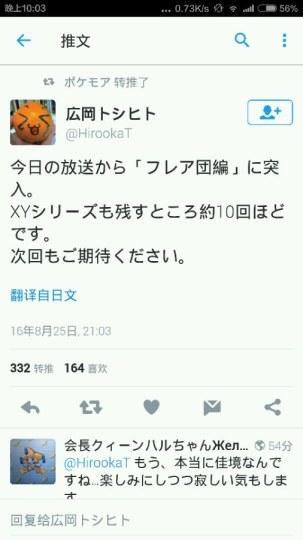 晚上10:03 ... 0.73K/s 56%
推文
ポケモア 转推了
広岡トシヒト
@HirookaT
今日の放送から「フレア団編」に突
入。
XYシリーズも残すところ約10回ほど
です。
次回もご期待ください。
翻译自日文
16年8月25日, 21:03
332 转推 164 喜欢
会長クィーンハルちゃんЖел... 54分
@HirookaT もう、本当に佳境なんで
すね...楽しみにしつつ寂しい気もしま
す
回复给広岡トシヒト